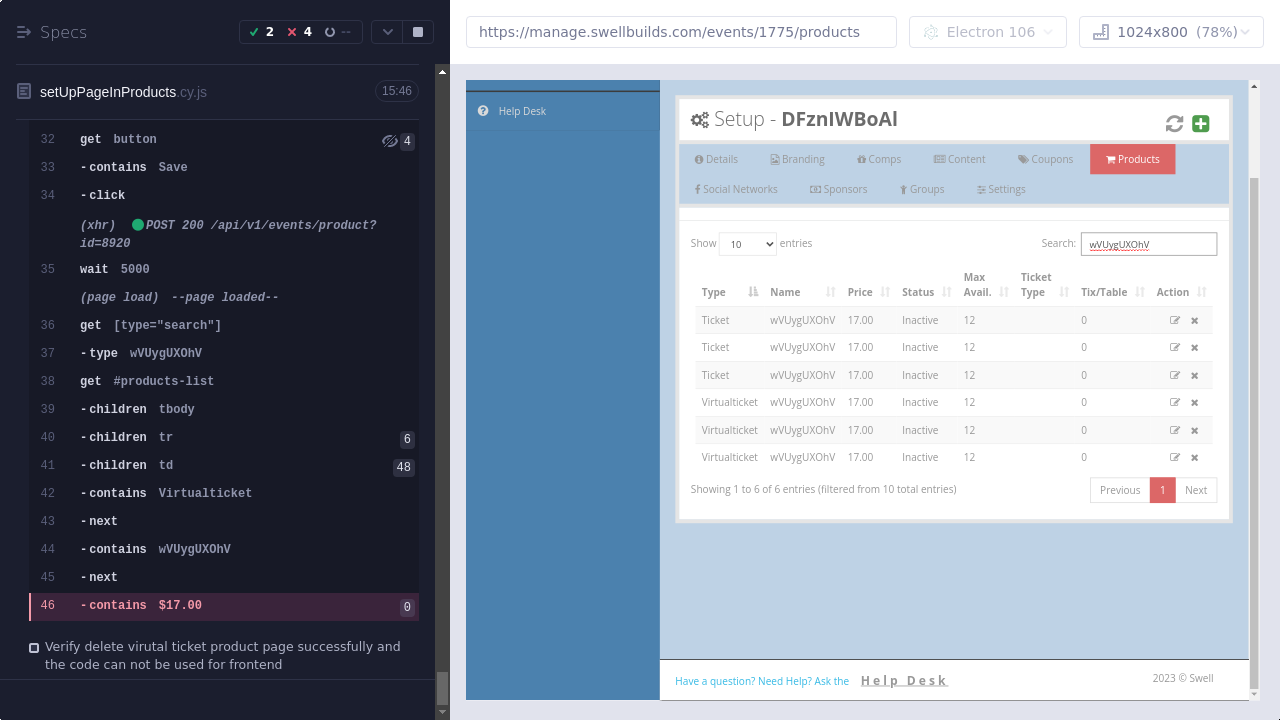 Specs
2
4
--
setUpPageInProducts.cy.js
15:46
32 get button 4
33 -contains Save
34 -click
(xhr) POST 200 /api/v1/events/product?
id=8920
35 wait 5000
(page load) --page loaded--
36 get [type="search"]
37 -type wVUygUXOhV
38 get #products-list
39 -children tbody
40 -children tr 6
41 -children td 48
42 -contains Virtualticket
43 -next
44 -contains wVUygUXOhV
45 -next
46 -contains $17.00 0
Verify delete virutal ticket product page successfully and
the code can not be used for frontend
https://manage.swellbuilds.com/events/1775/products
Electron 106
1024x800 (78%)
Help Desk
Setup - DFznIWBoAl
Details Branding Comps Content Coupons Products
Social Networks Sponsors Groups Settings
Show 10 entries
Search: wVUygUXOhV
Type Name Price Status Max Avail. Ticket Type Tix/Table Action
Ticket wVUygUXOhV 17.00 Inactive 12 0
Ticket wVUygUXOhV 17.00 Inactive 12 0
Ticket wVUygUXOhV 17.00 Inactive 12 0
Virtualticket wVUygUXOhV 17.00 Inactive 12 0
Virtualticket wVUygUXOhV 17.00 Inactive 12 0
Virtualticket wVUygUXOhV 17.00 Inactive 12 0
Showing 1 to 6 of 6 entries (filtered from 10 total entries)
Previous 1 Next
Have a question? Need Help? Ask the Help Desk
2023 © Swell